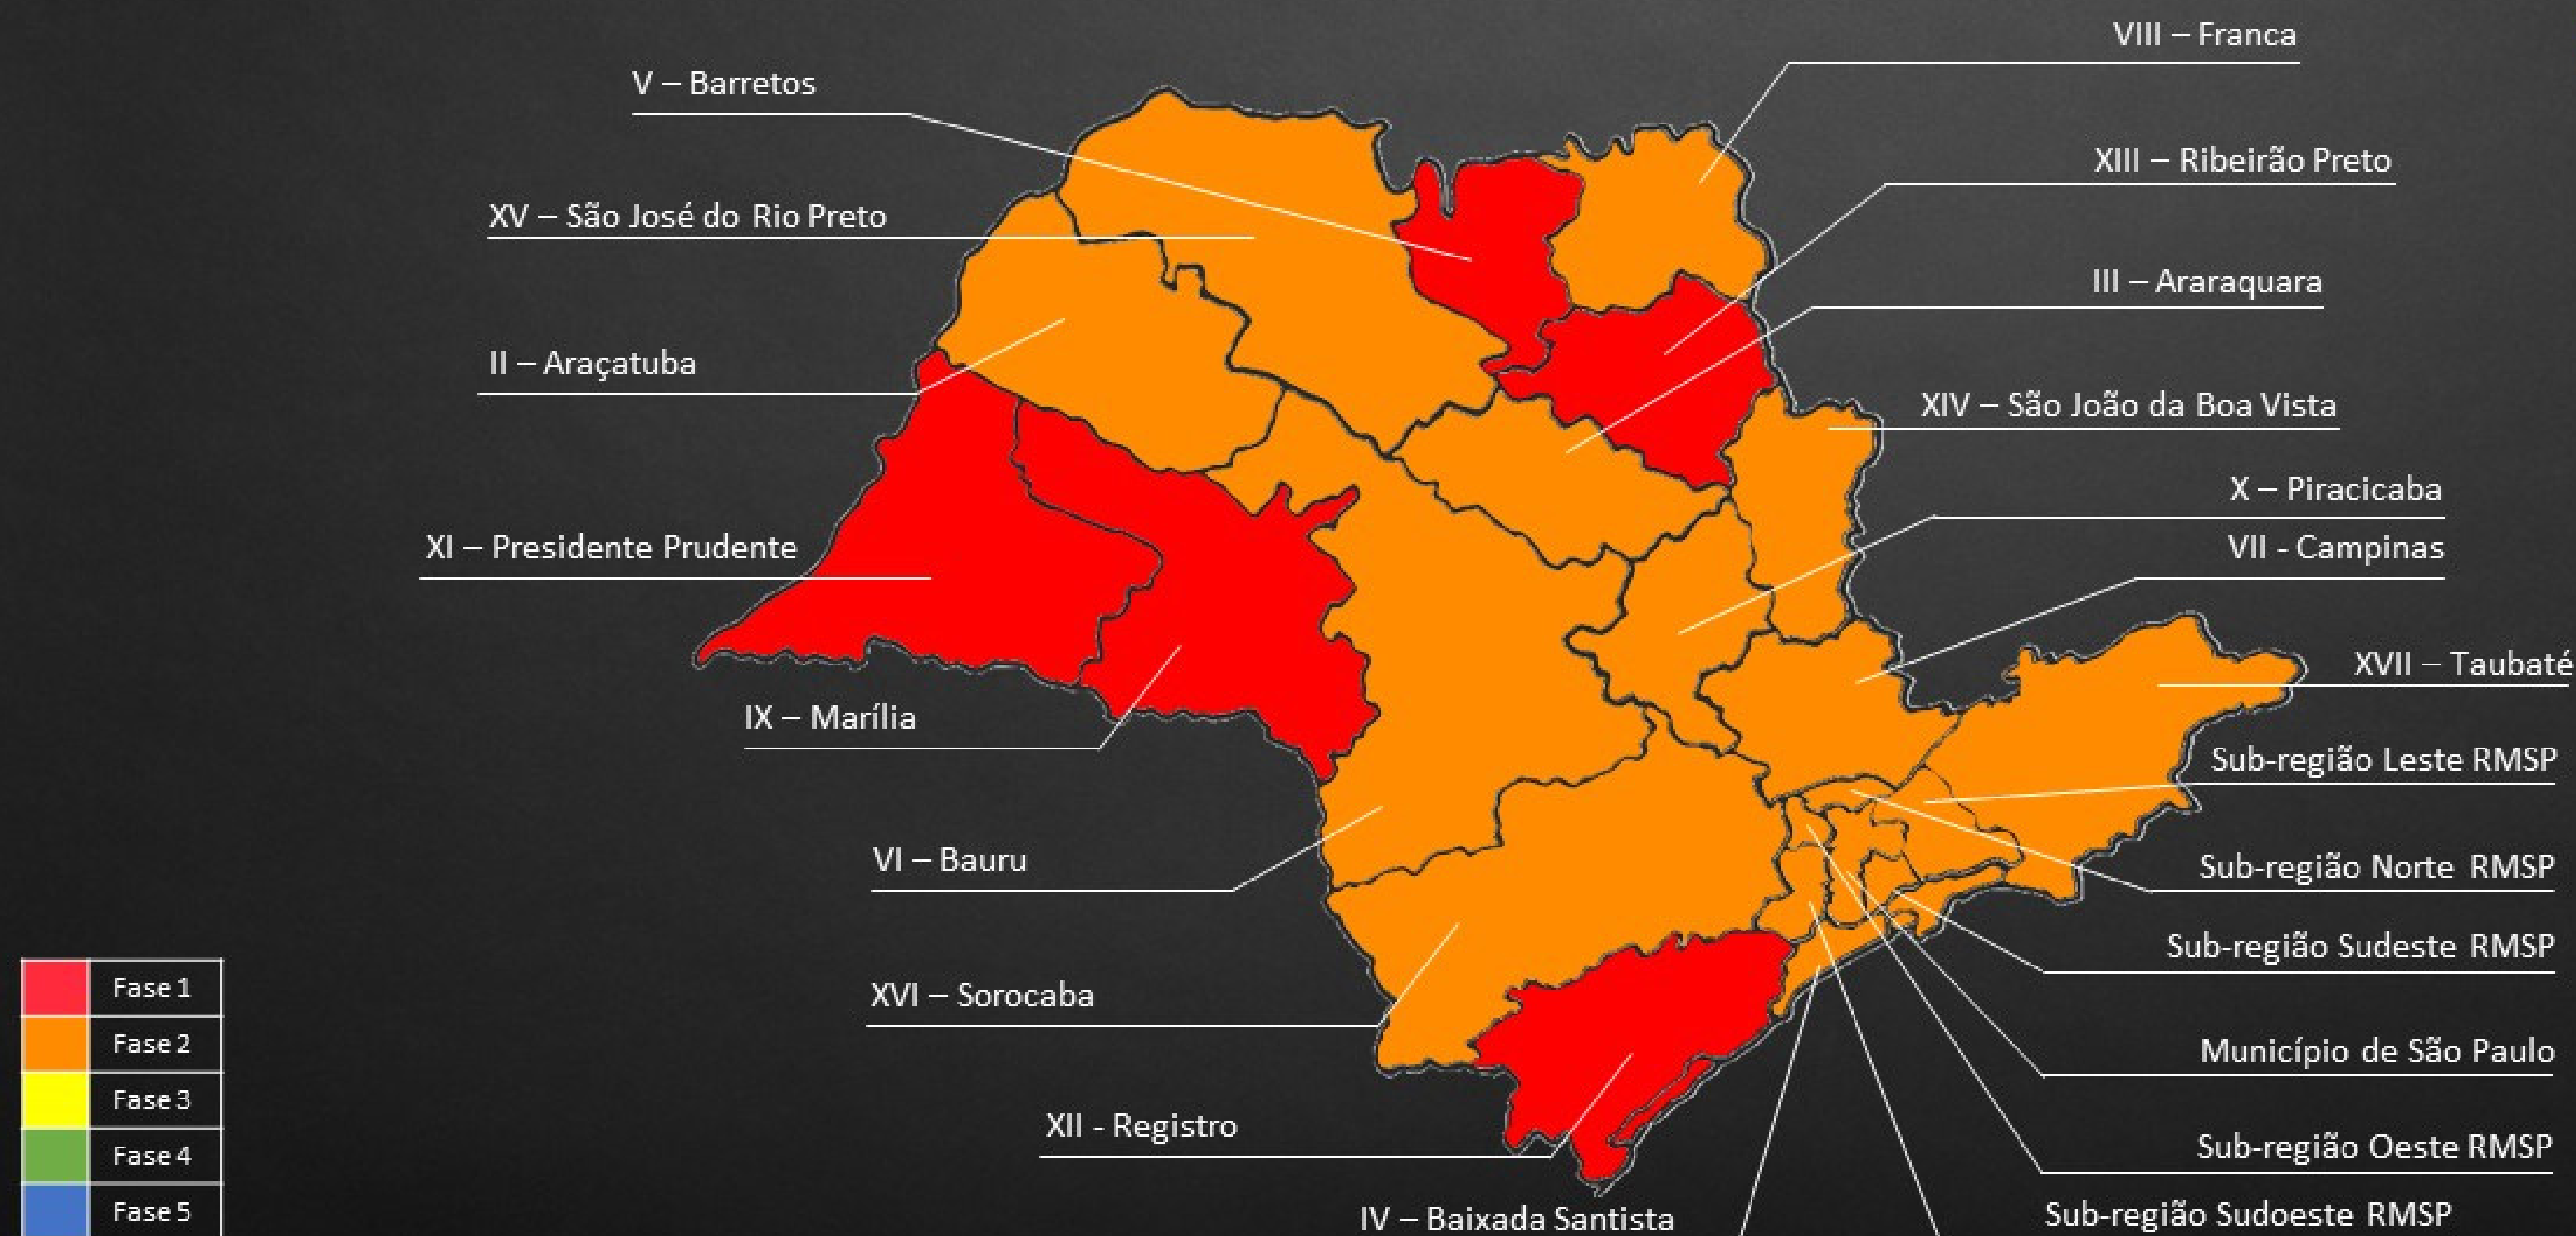 VIII – Franca
V – Barretos
XIII – Ribeirão Preto
XV – São José do Rio Preto
III – Araraquara
II – Araçatuba
XIV – São João da Boa Vista
X – Piracicaba
XI – Presidente Prudente
VII - Campinas
XVII – Taubaté
IX – Marília
Sub-região Leste RMSP
VI – Bauru
Sub-região Norte RMSP
Sub-região Sudeste RMSP
XVI – Sorocaba
Município de São Paulo
XII - Registro
Sub-região Oeste RMSP
IV – Baixada Santista
Sub-região Sudoeste RMSP
Fase 1
Fase 2
Fase 3
Fase 4
Fase 5